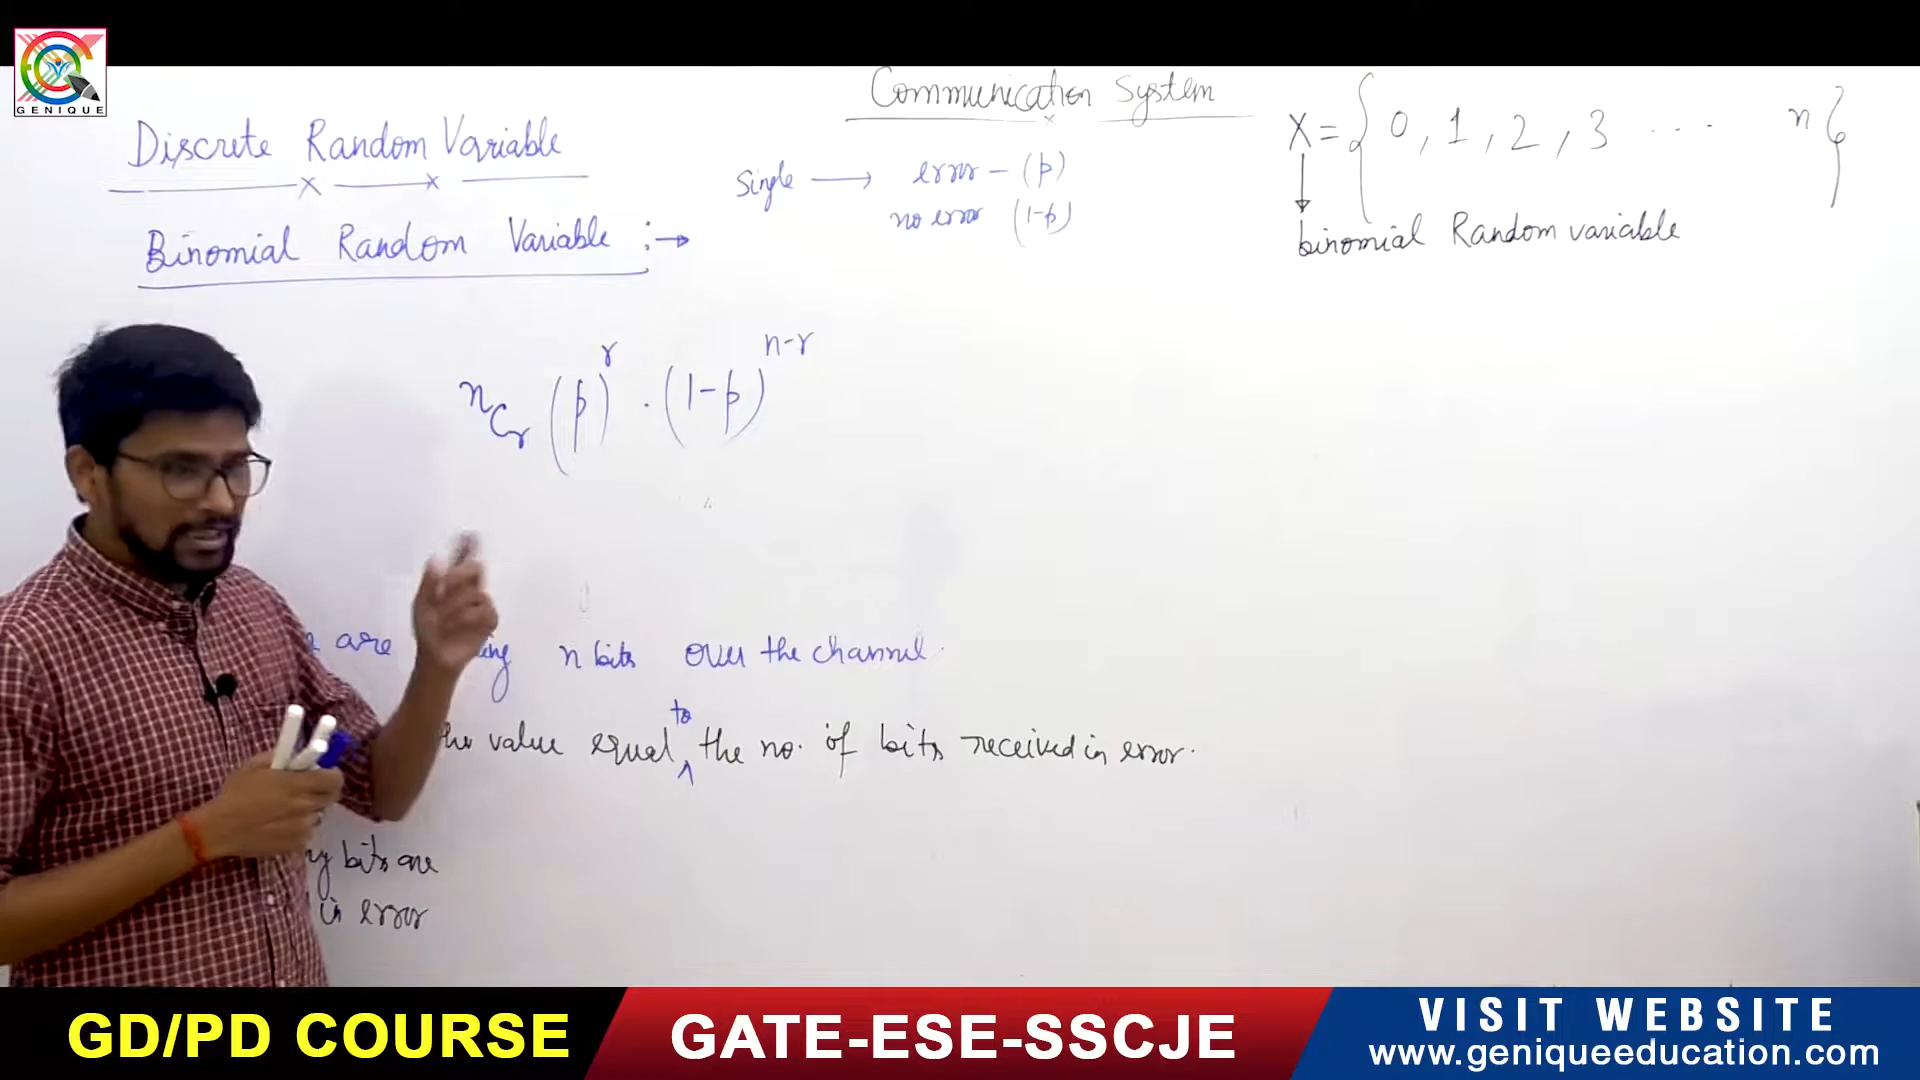 GENIQUE
Communication System
Discrete Random Variable
Binomial Random Variable :→
Single → error - (p)
no error (1-p)
X = { 0, 1, 2, 3 ... n }
binomial Random variable
nCr (p)^r · (1-p)^n-r
are n bits over the channel.
the value equal to the no. of bits received in error.
bits are
in error
GD/PD COURSE
GATE-ESE-SSCJE
VISIT WEBSITE
www.geniqueeducation.com